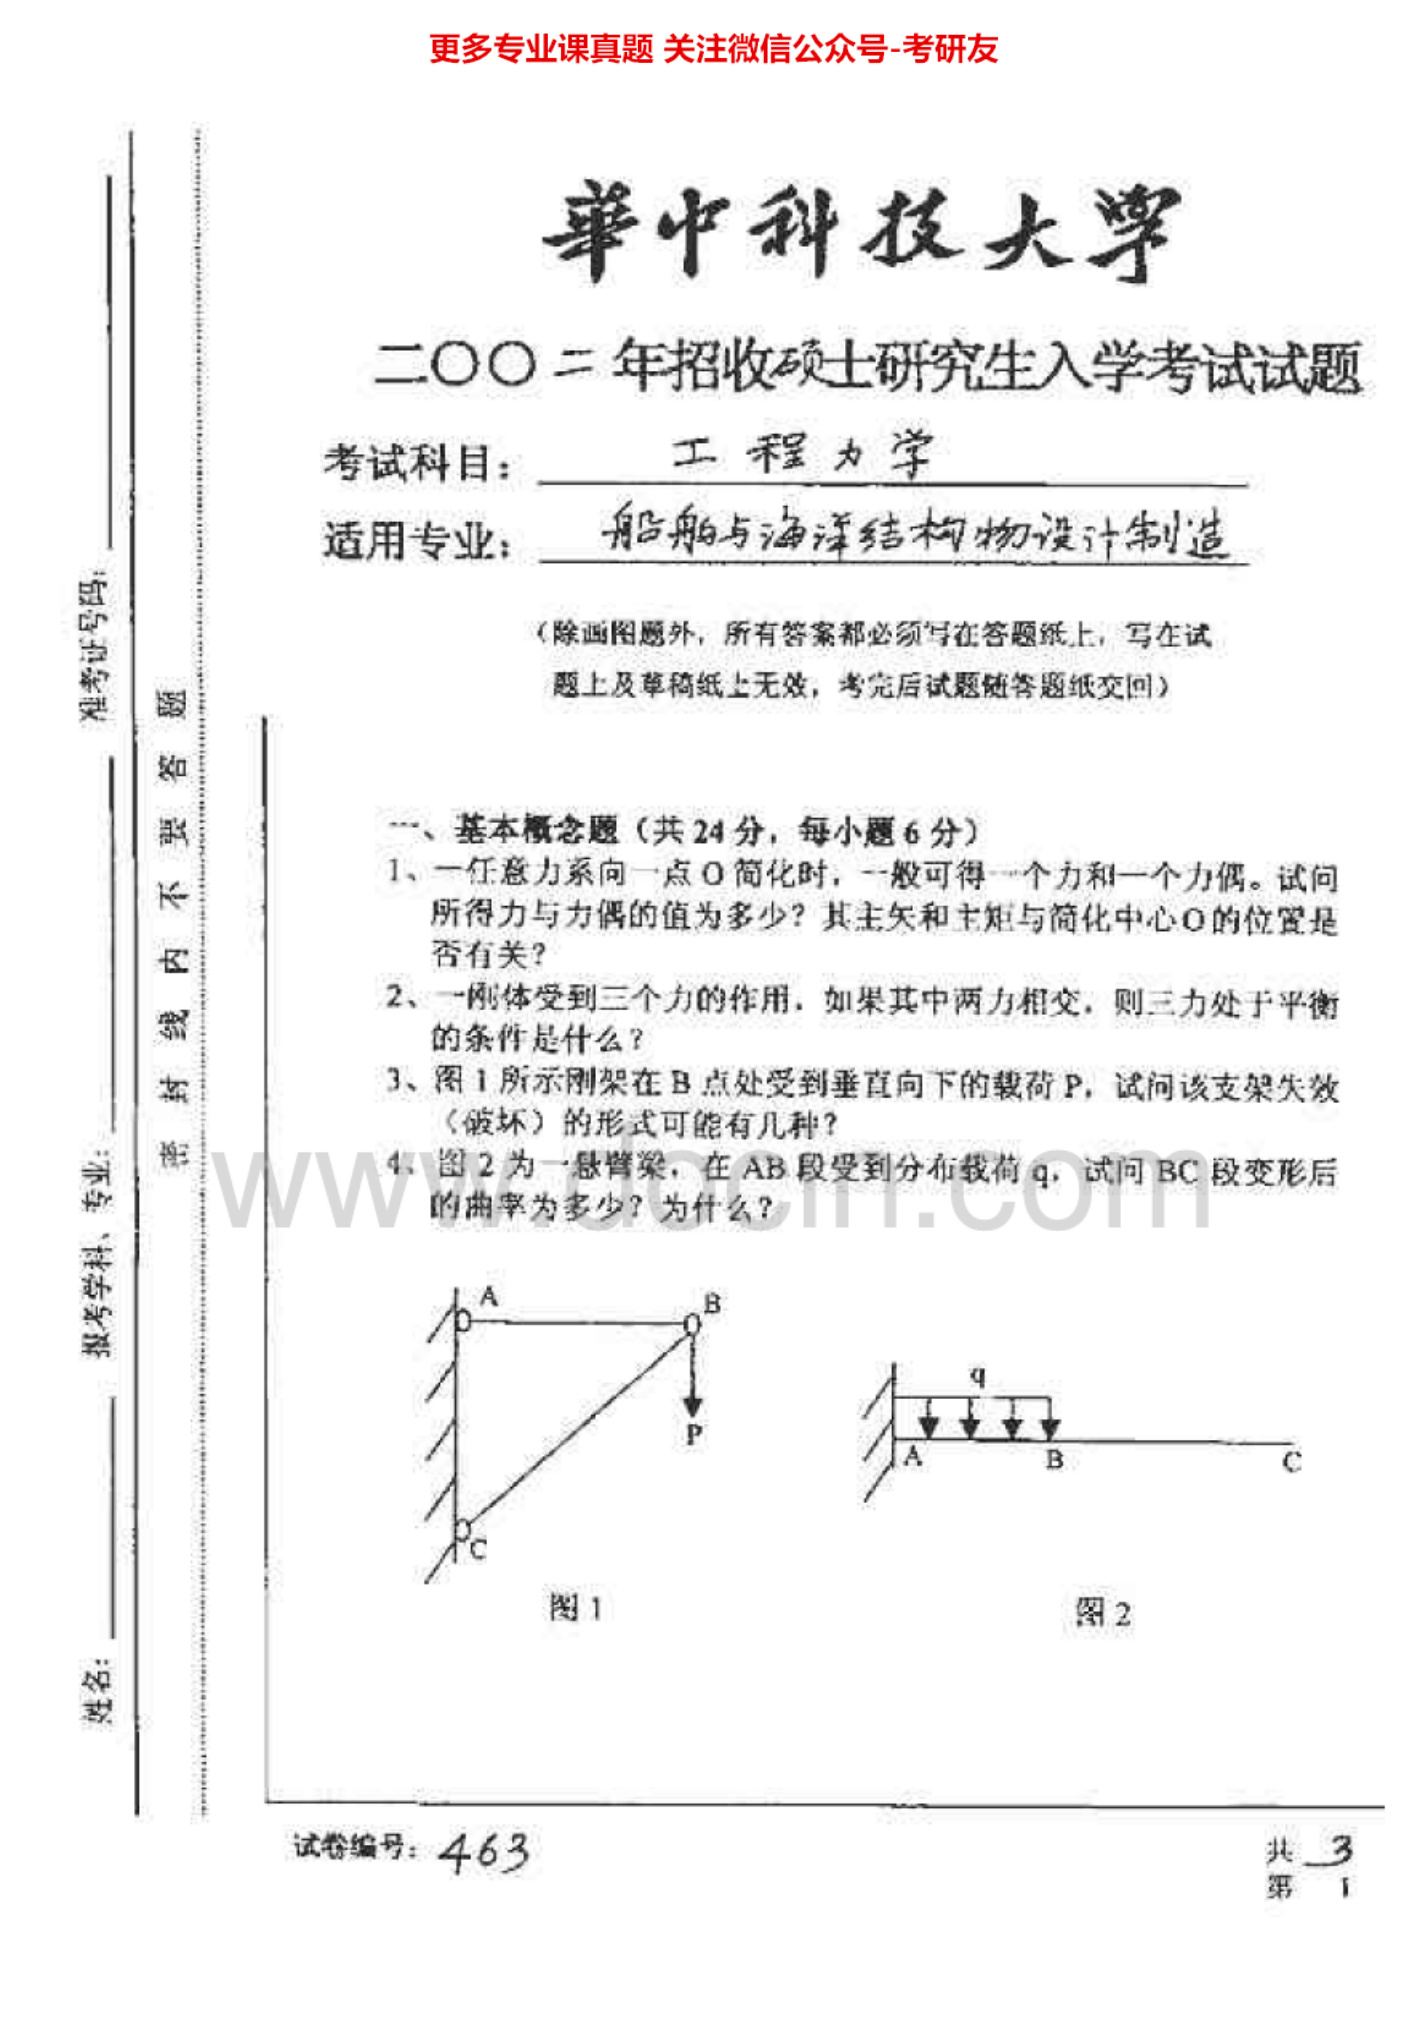 更多专业课真题 关注微信公众号-考研友
華中科技大學
二〇〇二年招收硕士研究生入学考试试题
考试科目: 工程力学
适用专业: 船舶与海洋结构物设计制造
(除画图题外, 所有答案都必须写在答题纸上, 写在试
题上及草稿纸上无效, 考完后试题随答题纸交回)
一、基本概念题(共24分, 每小题6分)
1、一任意力系向一点O简化时, 一般可得一个力和一个力偶。试问
所得力与力偶的值为多少? 其主矢和主矩与简化中心O的位置是
否有关?
2、一刚体受到三个力的作用, 如果其中两力相交, 则三力处于平衡
的条件是什么?
3、图1所示刚架在B点处受到垂直向下的载荷P, 试问该支架失效
(破坏)的形式可能有几种?
4、图2为一悬臂梁, 在AB段受到分布载荷q, 试问BC段变形后
的曲率为多少? 为什么?
www.docin.com
A
B
P
C
图1
q
A
B
C
图2
准考证号码:
报考学科、专业:
姓名:
密封线内不要答题
试卷编号: 463
共 3
第 1